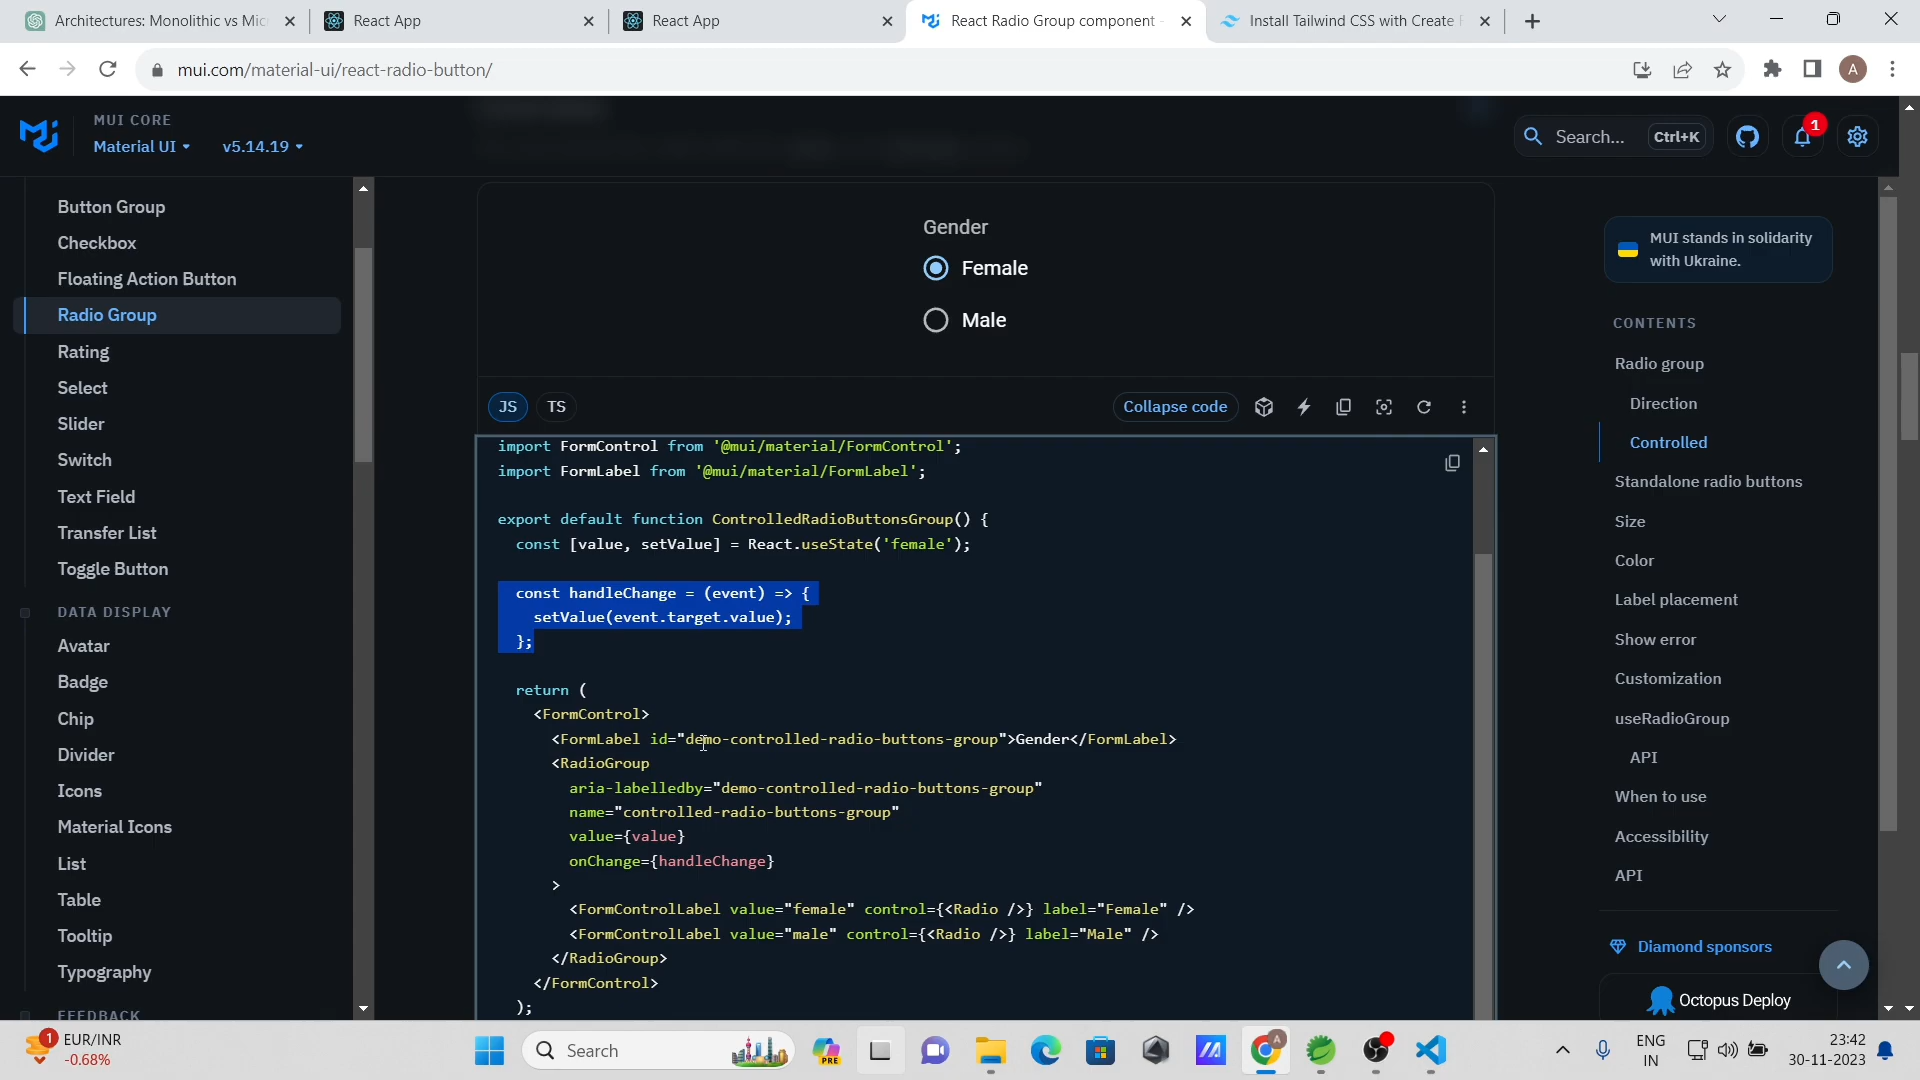 Architectures: Monolithic vs Mic
React App
React App
React Radio Group component -
Install Tailwind CSS with Create
mui.com/material-ui/react-radio-button/
A
MUI CORE
Material UI
v5.14.19
Search...
Ctrl+K
1
Button Group
Checkbox
Floating Action Button
Radio Group
Rating
Select
Slider
Switch
Text Field
Transfer List
Toggle Button
DATA DISPLAY
Avatar
Badge
Chip
Divider
Icons
Material Icons
List
Table
Tooltip
Typography
FEEDBACK
Gender
Female
Male
JS
TS
Collapse code
import FormControl from '@mui/material/FormControl';
import FormLabel from '@mui/material/FormLabel';
export default function ControlledRadioButtonsGroup() {
const [value, setValue] = React.useState('female');
const handleChange = (event) => {
setValue(event.target.value);
};
return (
<FormControl>
<FormLabel id="demo-controlled-radio-buttons-group">Gender</FormLabel>
<RadioGroup
aria-labelledby="demo-controlled-radio-buttons-group"
name="controlled-radio-buttons-group"
value={value}
onChange={handleChange}
>
<FormControlLabel value="female" control={<Radio />} label="Female" />
<FormControlLabel value="male" control={<Radio />} label="Male" />
</RadioGroup>
</FormControl>
);
MUI stands in solidarity
with Ukraine.
CONTENTS
Radio group
Direction
Controlled
Standalone radio buttons
Size
Color
Label placement
Show error
Customization
useRadioGroup
API
When to use
Accessibility
API
Diamond sponsors
Octopus Deploy
1
EUR/INR
-0.68%
Search
PRE
ENG
IN
23:42
30-11-2023